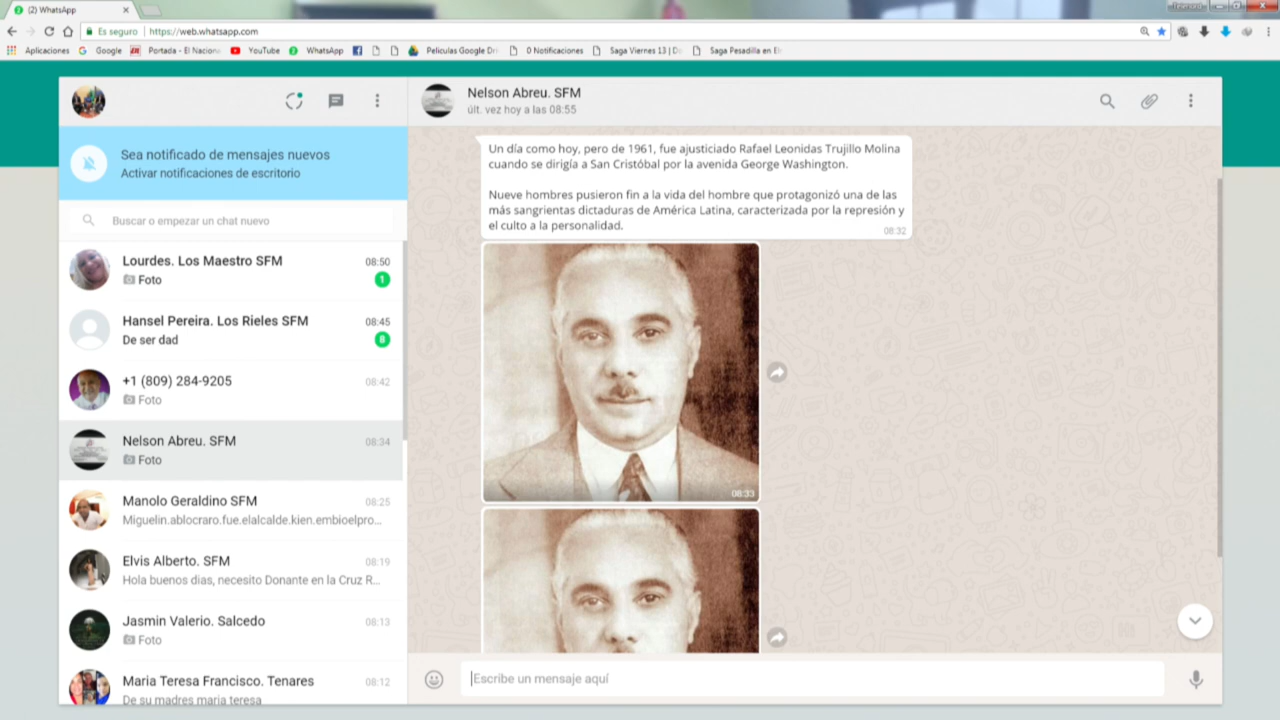 (2) WhatsApp
Es seguro | https://web.whatsapp.com
Aplicaciones Google Portada - El Nacion YouTube WhatsApp Peliculas Google Dri 0 Notificaciones Saga Viernes 13 | D Saga Pesadilla en El
Sea notificado de mensajes nuevos
Activar notificaciones de escritorio
Buscar o empezar un chat nuevo
Lourdes. Los Maestro SFM 08:50
Foto 1
Hansel Pereira. Los Rieles SFM 08:45
De ser dad 8
+1 (809) 284-9205 08:42
Foto
Nelson Abreu. SFM 08:34
Foto
Manolo Geraldino SFM 08:25
Miguelin.ablocraro.fue.elalcalde.kien.embioelpro...
Elvis Alberto. SFM 08:19
Hola buenos dias, necesito Donante en la Cruz R...
Jasmin Valerio. Salcedo 08:13
Foto
Maria Teresa Francisco. Tenares 08:12
De su madres maria teresa
Nelson Abreu. SFM
últ. vez hoy a las 08:55
Un día como hoy, pero de 1961, fue ajusticiado Rafael Leonidas Trujillo Molina
cuando se dirigía a San Cristóbal por la avenida George Washington.
Nueve hombres pusieron fin a la vida del hombre que protagonizó una de las
más sangrientas dictaduras de América Latina, caracterizada por la represión y
el culto a la personalidad.
08:32
08:33
Escribe un mensaje aquí